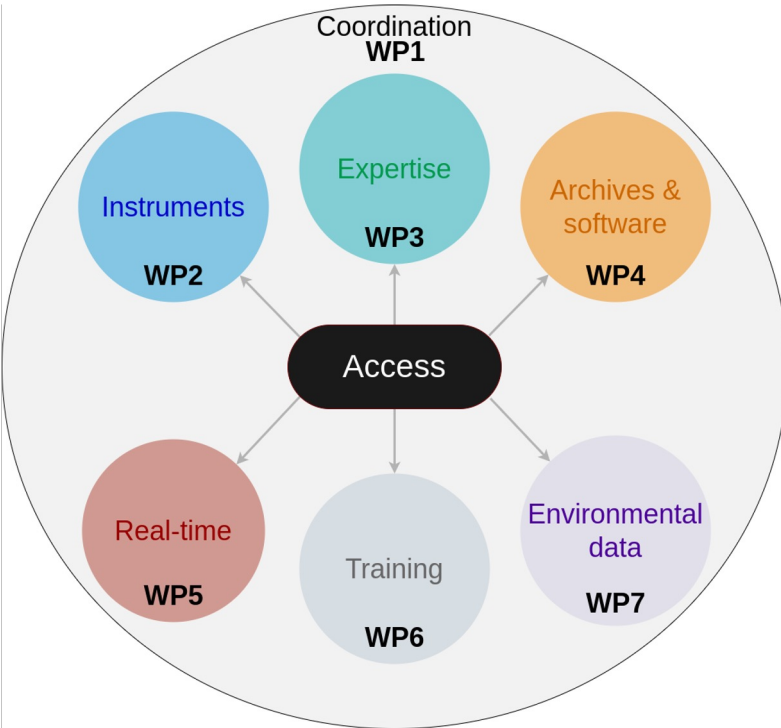 Coordination
WP1
Instruments
WP2
Expertise
WP3
Archives &
software
WP4
Access
Real-time
WP5
Training
WP6
Environmental
data
WP7